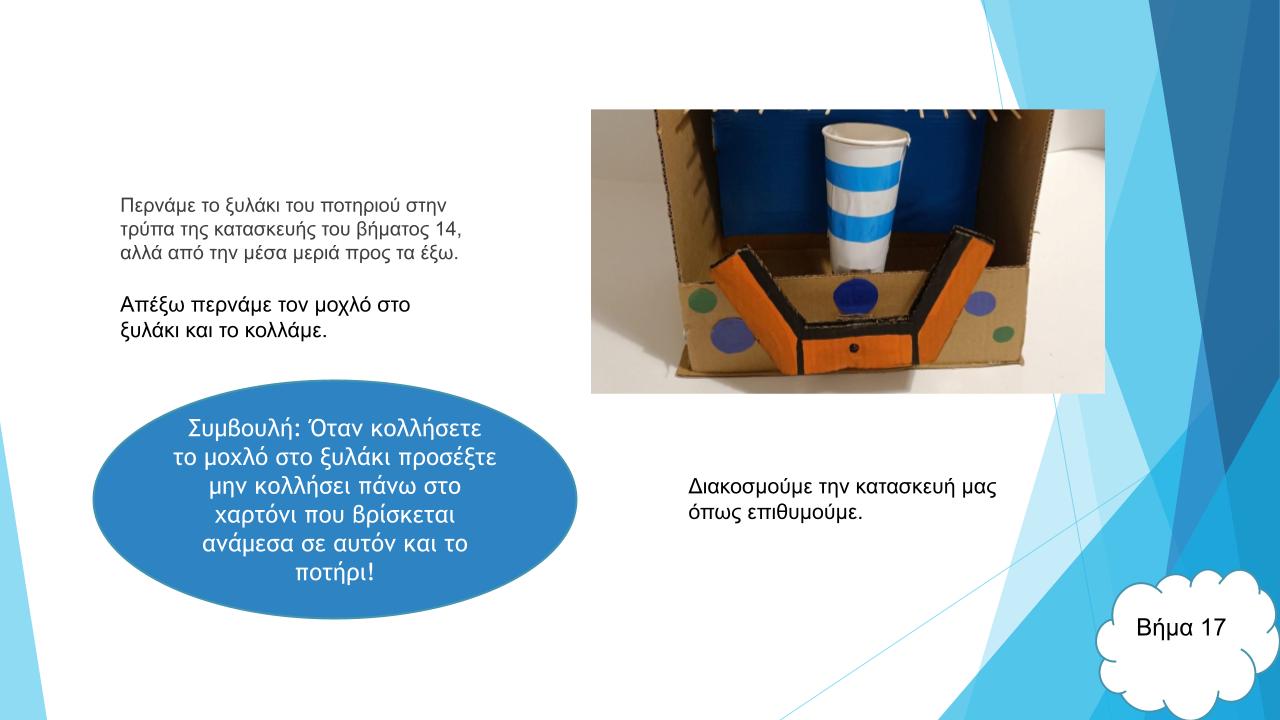 Περνάμε το ξυλάκι του ποτηριού στην
τρύπα της κατασκευής του βήματος 14,
αλλά από την μέσα μεριά προς τα έξω.
Απέξω περνάμε τον μοχλό στο
ξυλάκι και το κολλάμε.
Συμβουλή: Όταν κολλήσετε
το μοχλό στο ξυλάκι προσέξτε
μην κολλήσει πάνω στο
χαρτόνι που βρίσκεται
ανάμεσα σε αυτόν και το
ποτήρι!
Διακοσμούμε την κατασκευή μας
όπως επιθυμούμε.
Βήμα 17